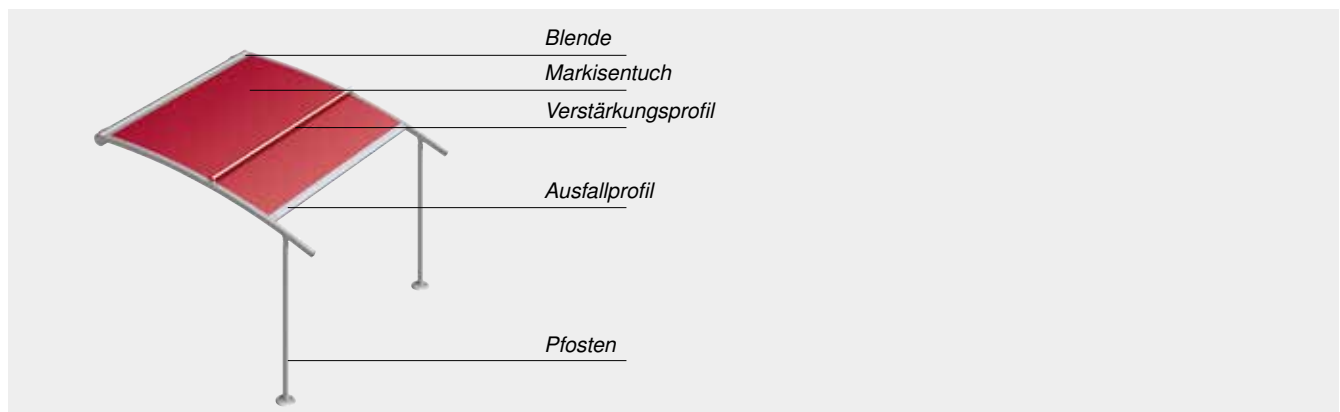 Blende
Markisentuch
Verstärkungsprofil
Ausfallprofil
Pfosten